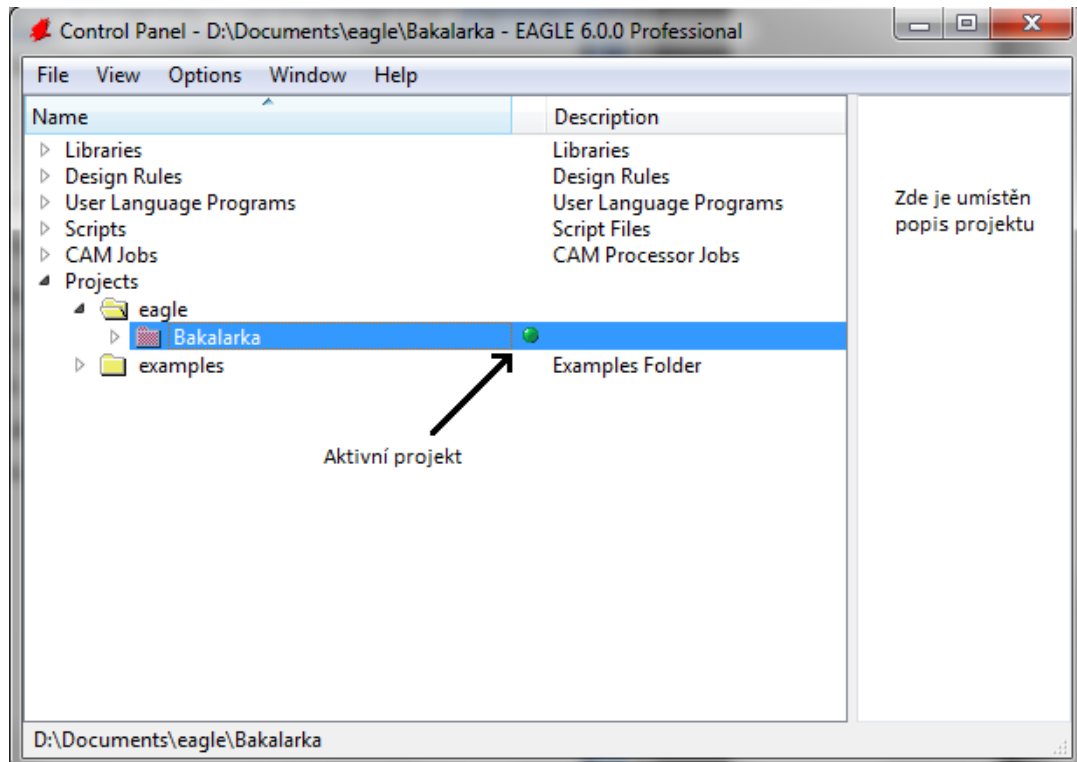 Control Panel - D:\Documents\eagle\Bakalarka - EAGLE 6.0.0 Professional
File View Options Window Help
Name Description
Libraries Libraries
Design Rules Design Rules
User Language Programs User Language Programs
Scripts Script Files
CAM Jobs CAM Processor Jobs
Projects
eagle
Bakalarka
examples Examples Folder
Aktivní projekt
Zde je umístěn
popis projektu
D:\Documents\eagle\Bakalarka